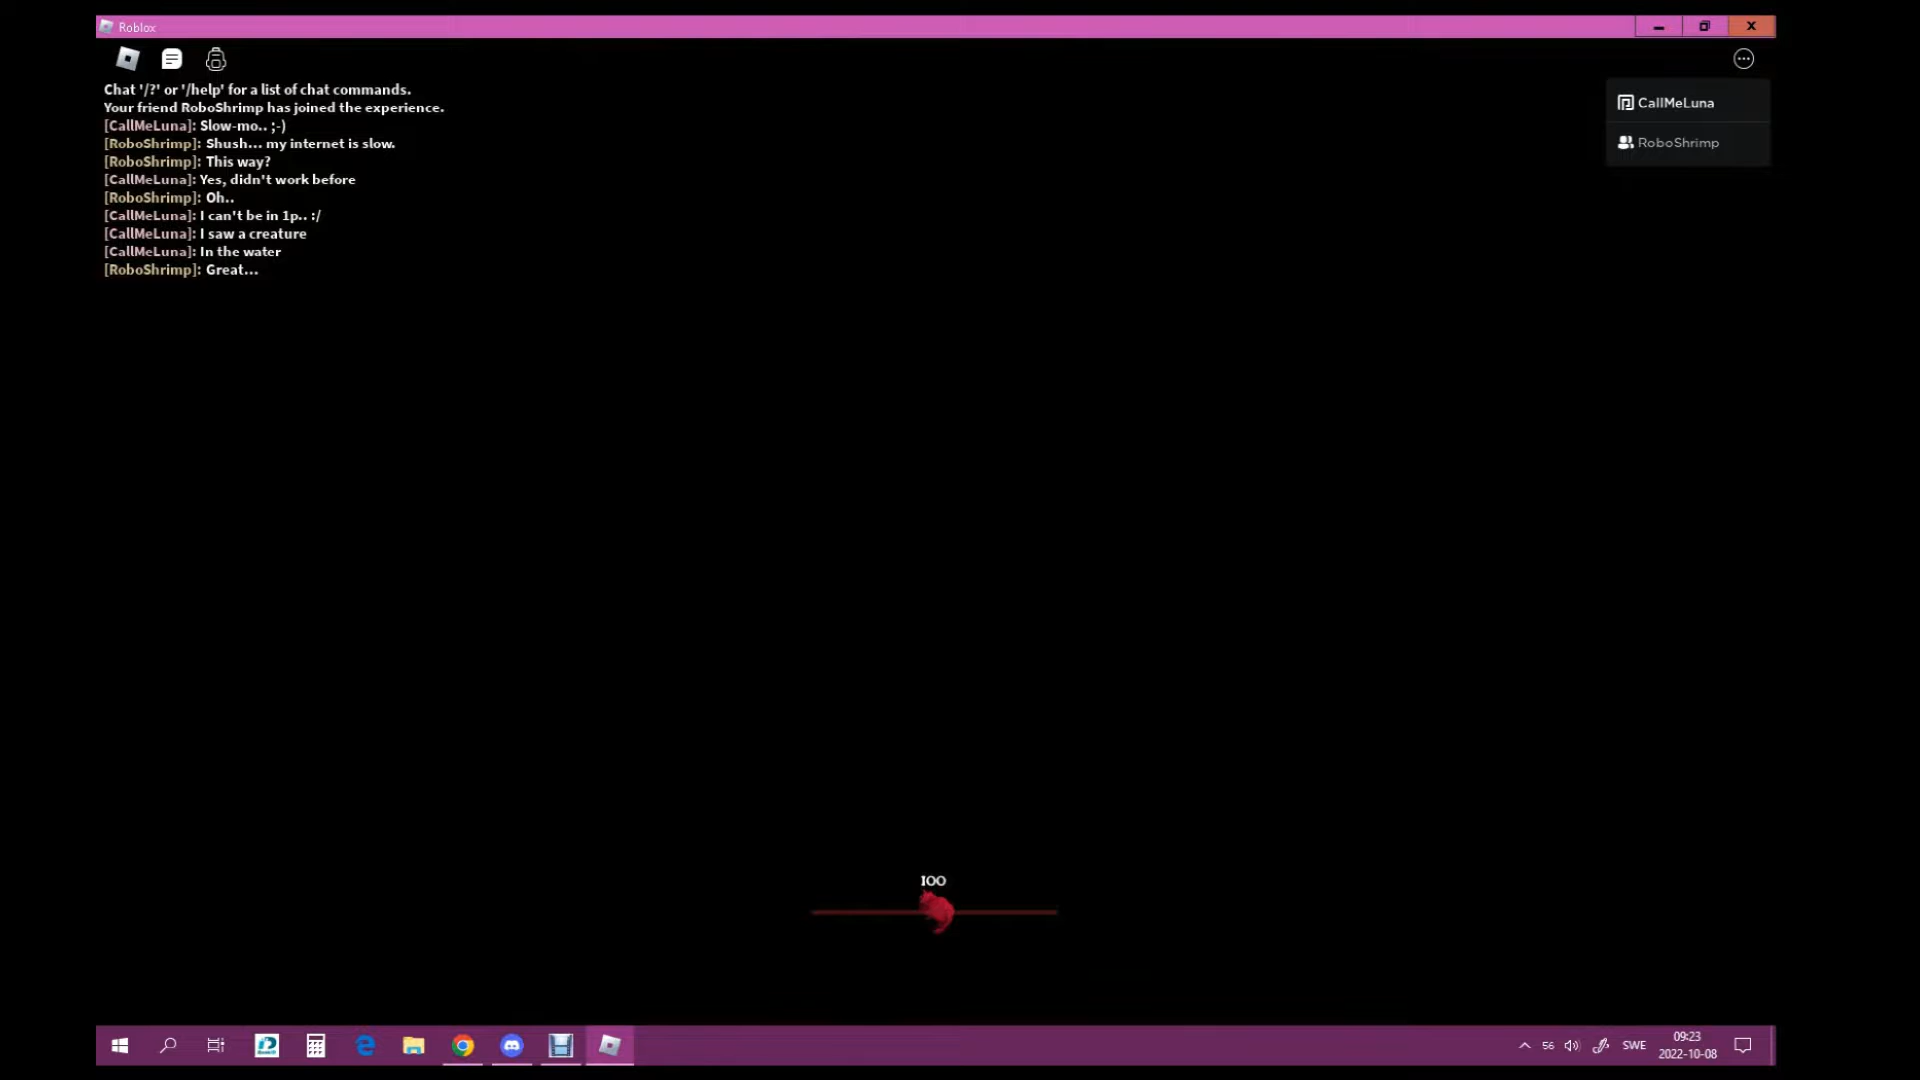 Roblox
Chat '/?' or '/help' for a list of chat commands.
Your friend RoboShrimp has joined the experience.
[CallMeLuna]: Slow-mo.. ;-)
[RoboShrimp]: Shush... my internet is slow.
[RoboShrimp]: This way?
[CallMeLuna]: Yes, didn't work before
[RoboShrimp]: Oh..
[CallMeLuna]: I can't be in 1p.. :/
[CallMeLuna]: I saw a creature
[CallMeLuna]: In the water
[RoboShrimp]: Great...
CallMeLuna
RoboShrimp
100
56
SWE
09:23
2022-10-08